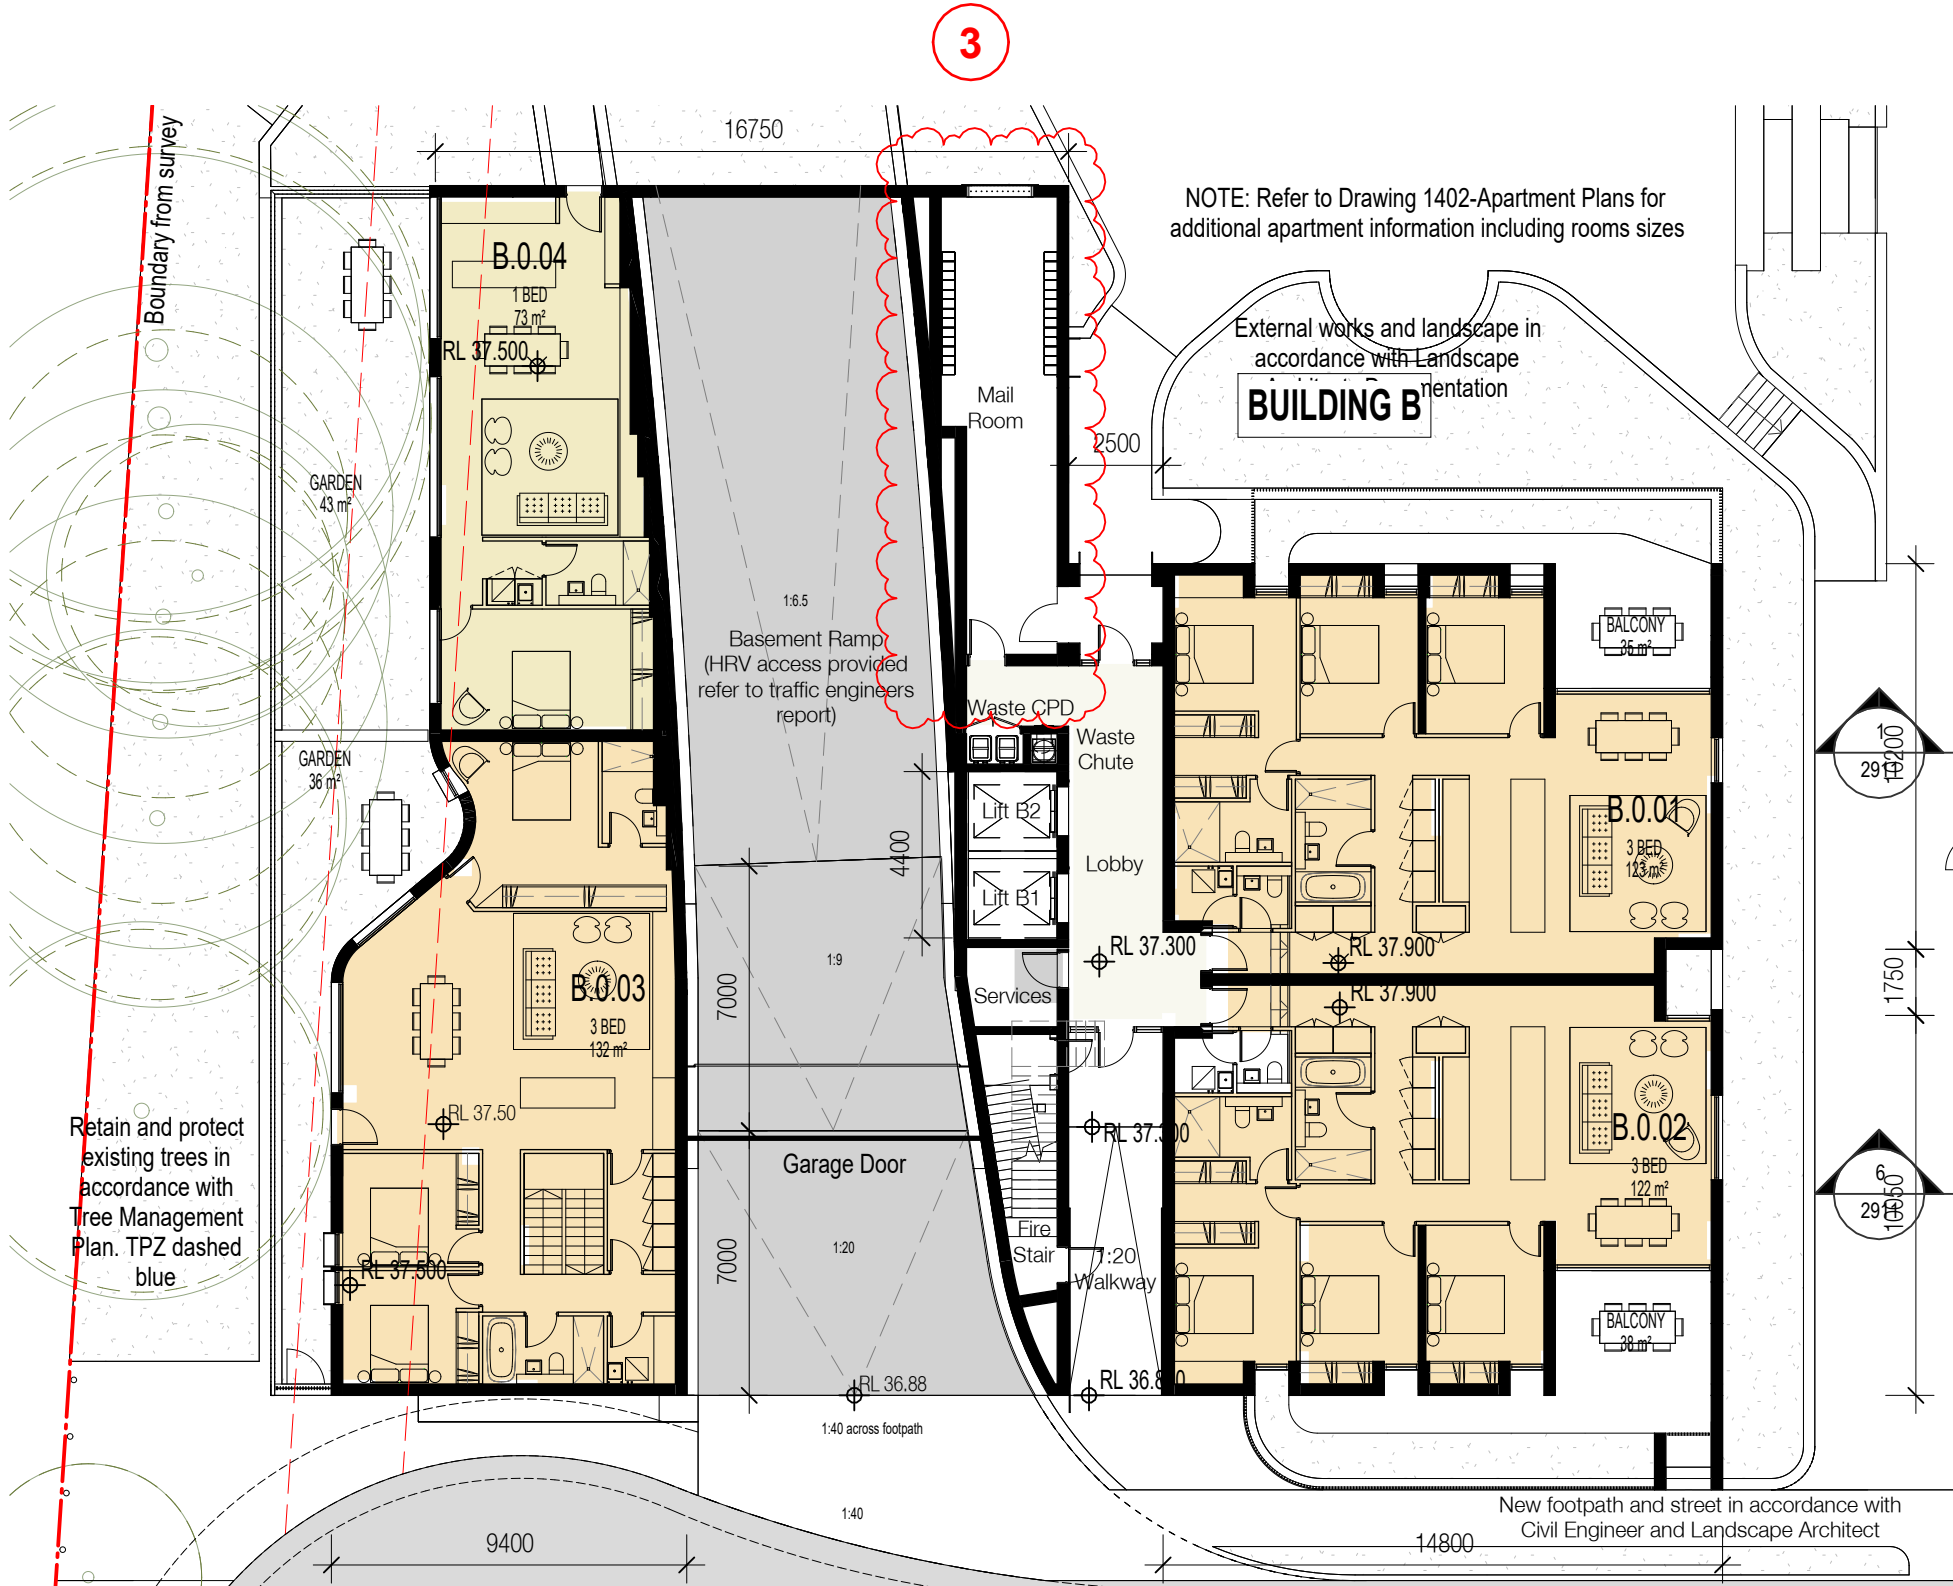 3
16750
Boundary from survey
NOTE: Refer to Drawing 1402-Apartment Plans for
additional apartment information including rooms sizes
B.0.04
1 BED
73 m²
RL 37.500
External works and landscape in
accordance with Landscape
BUILDING B
Mail
Room
2500
GARDEN
43 m²
1:6.5
Basement Ramp
(HRV access provided
refer to traffic engineers
report)
BALCONY
35 m²
Waste CPD
Waste
Chute
GARDEN
36 m²
1
2911
16200
Lift B2
4400
Lobby
Lift B1
B.0.01
3 BED
123 m²
RL 37.300
RL 37.900
1:9
B.0.03
3 BED
132 m²
7000
Services
RL 37.900
1750
RL 37.50
RL 37.300
B.0.02
3 BED
122 m²
Retain and protect
existing trees in
accordance with
Tree Management
Plan. TPZ dashed
blue
Garage Door
6
1:20
7000
Fire
Stair
1:20
Walkway
RL 37.500
BALCONY
38 m²
RL 36.88
1:40 across footpath
1:40
New footpath and street in accordance with
Civil Engineer and Landscape Architect
9400
14800